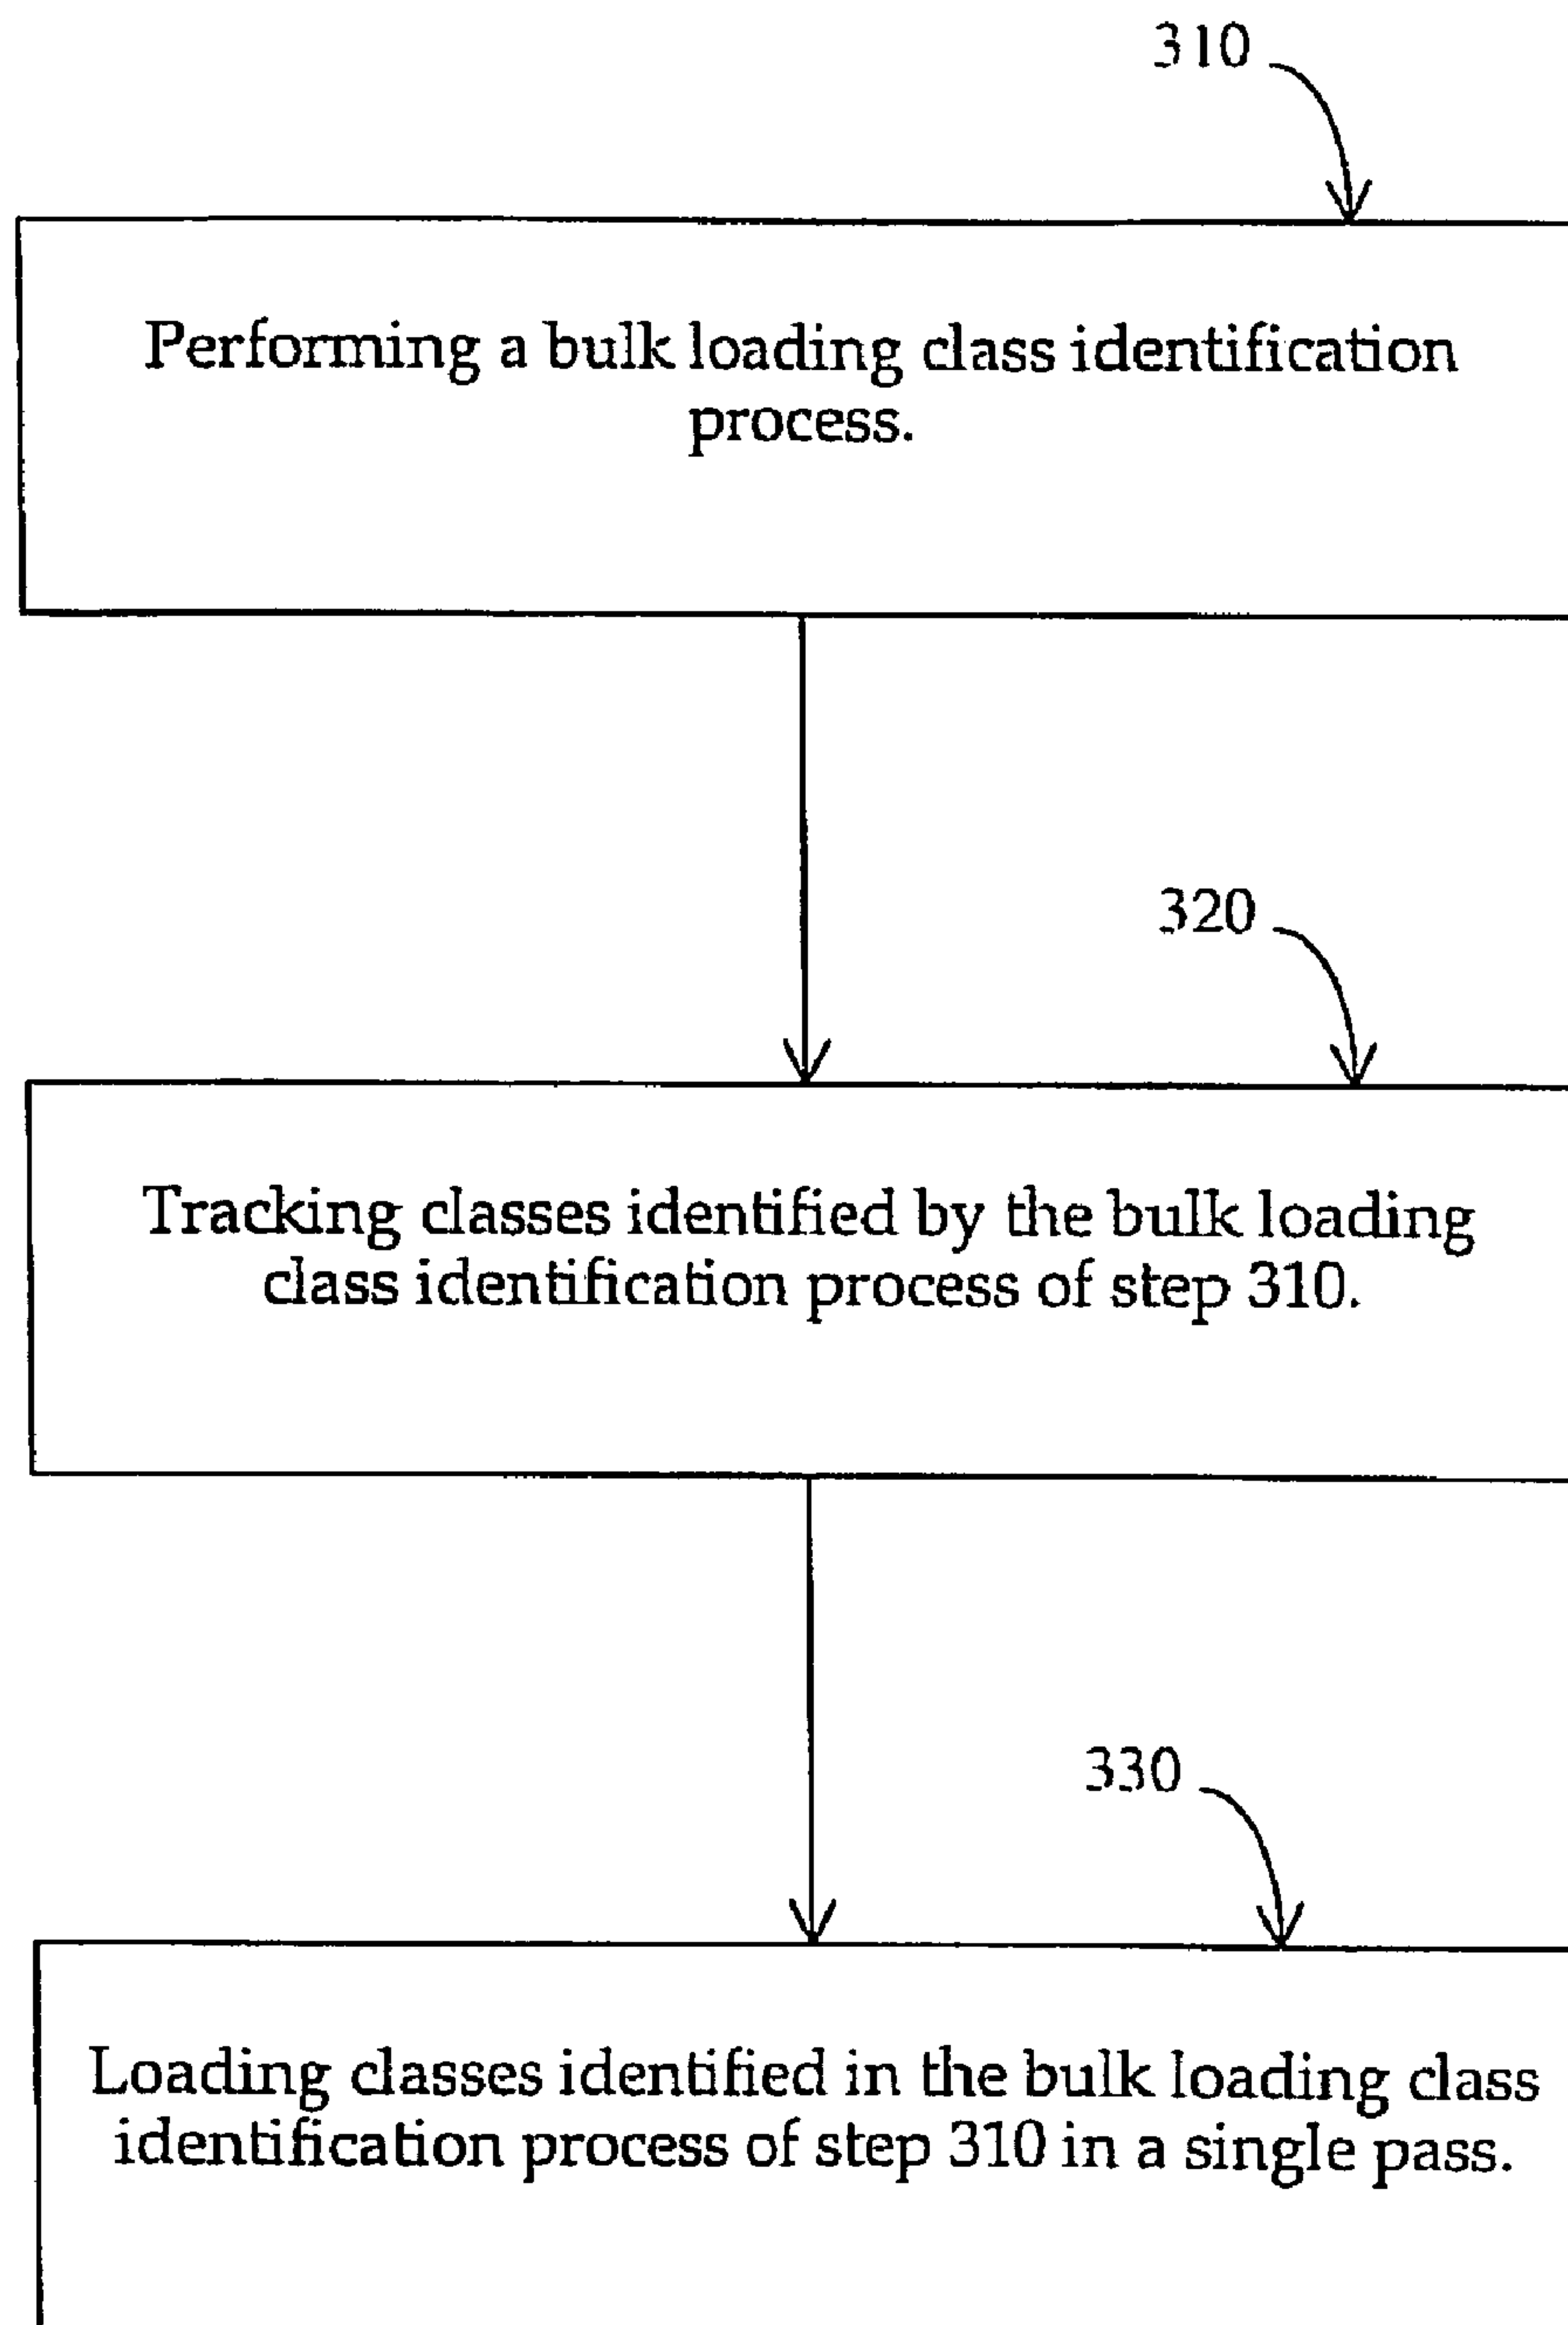 310
Performing a bulk loading class identification
process.
320
Tracking classes identified by the bulk loading
class identification process of step 310.
330
Loading classes identified in the bulk loading class
identification process of step 310 in a single pass.